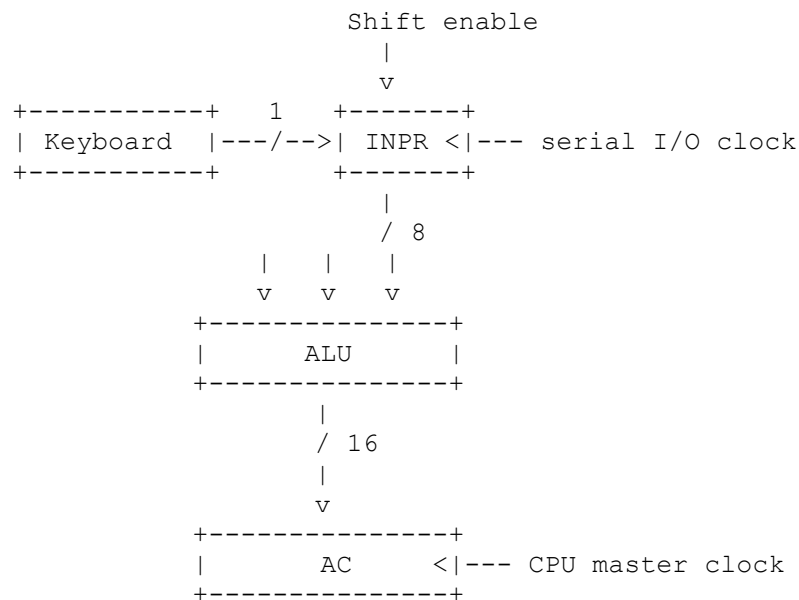 Shift enable
|
v
+-----------+   1   +-------+
| Keyboard  |---/-->| INPR <|--- serial I/O clock
+-----------+       +-------+
|
/ 8
|   |   |
v   v   v
+---------------+
|      ALU      |
+---------------+
|
/ 16
|
v
+---------------+
|       AC     <|--- CPU master clock
+---------------+